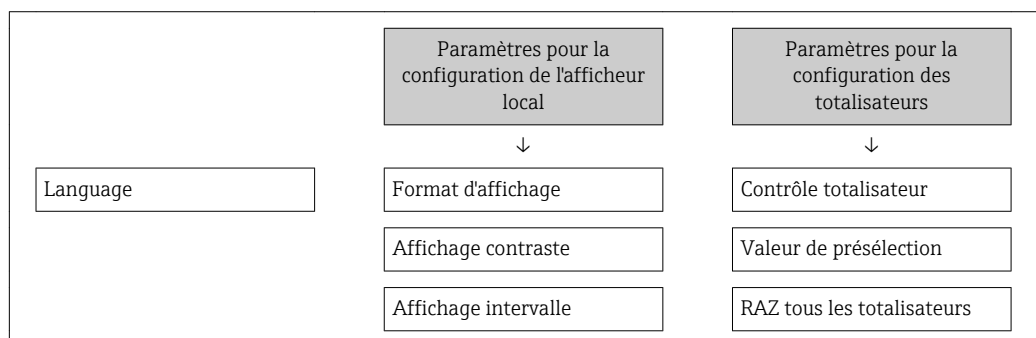 Paramètres pour la
configuration de l'afficheur
local
Paramètres pour la
configuration des
totalisateurs
↓
↓
Language
Format d'affichage
Contrôle totalisateur
Affichage contraste
Valeur de présélection
Affichage intervalle
RAZ tous les totalisateurs